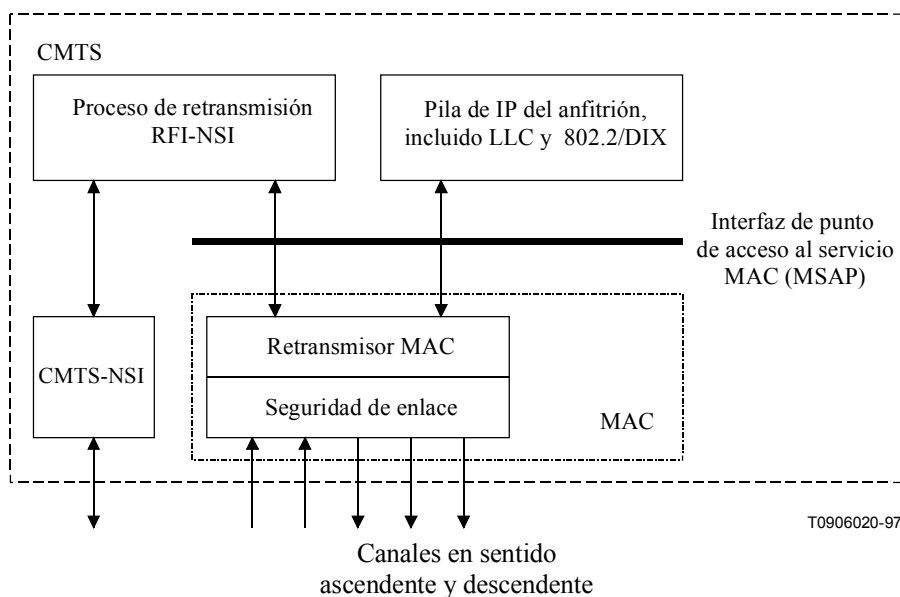 CMTS
Proceso de retransmisión
RFI-NSI
Pila de IP del anfitrión,
incluido LLC y 802.2/DIX
Interfaz de punto
de acceso al servicio
MAC (MSAP)
CMTS-NSI
Retransmisor MAC
Seguridad de enlace
MAC
T0906020-97
Canales en sentido
ascendente y descendente